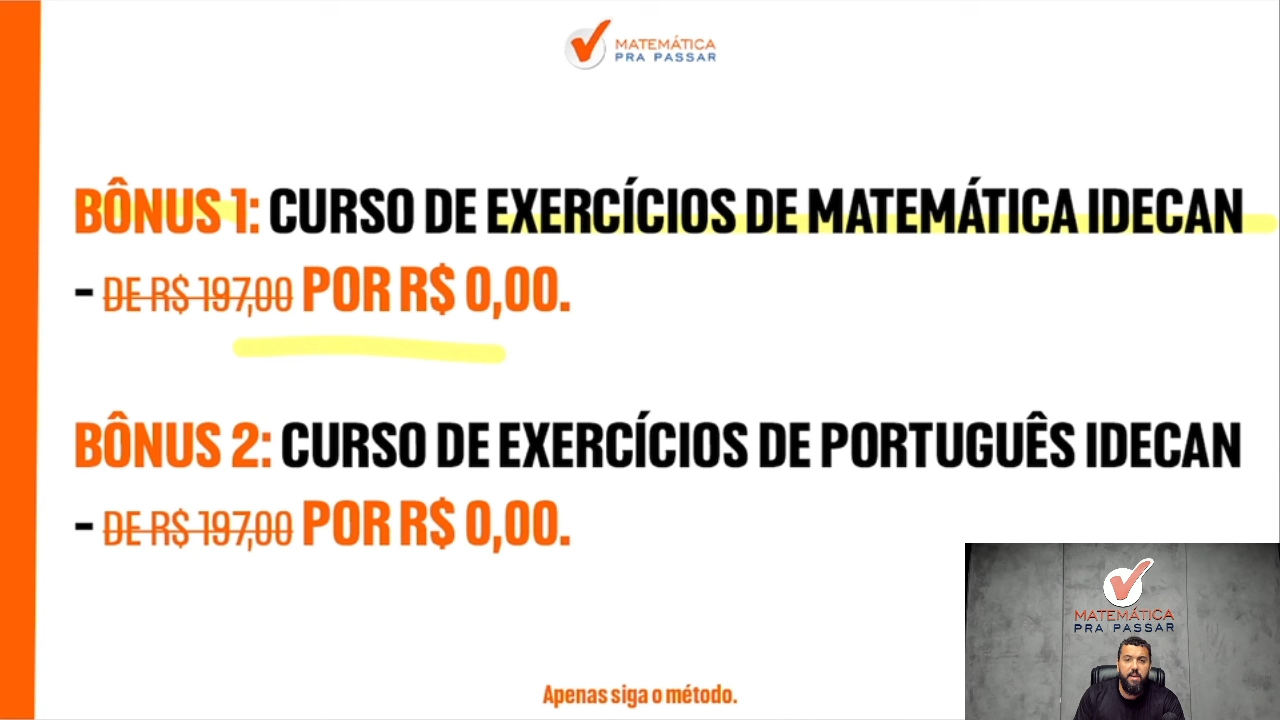 MATEMÁTICA
PRA PASSAR
BÔNUS 1: CURSO DE EXERCÍCIOS DE MATEMÁTICA IDECAN
- DE R$ 197,00 POR R$ 0,00.
BÔNUS 2: CURSO DE EXERCÍCIOS DE PORTUGUÊS IDECAN
- DE R$ 197,00 POR R$ 0,00.
MATEMÁTICA
PRA PASSAR
Apenas siga o método.